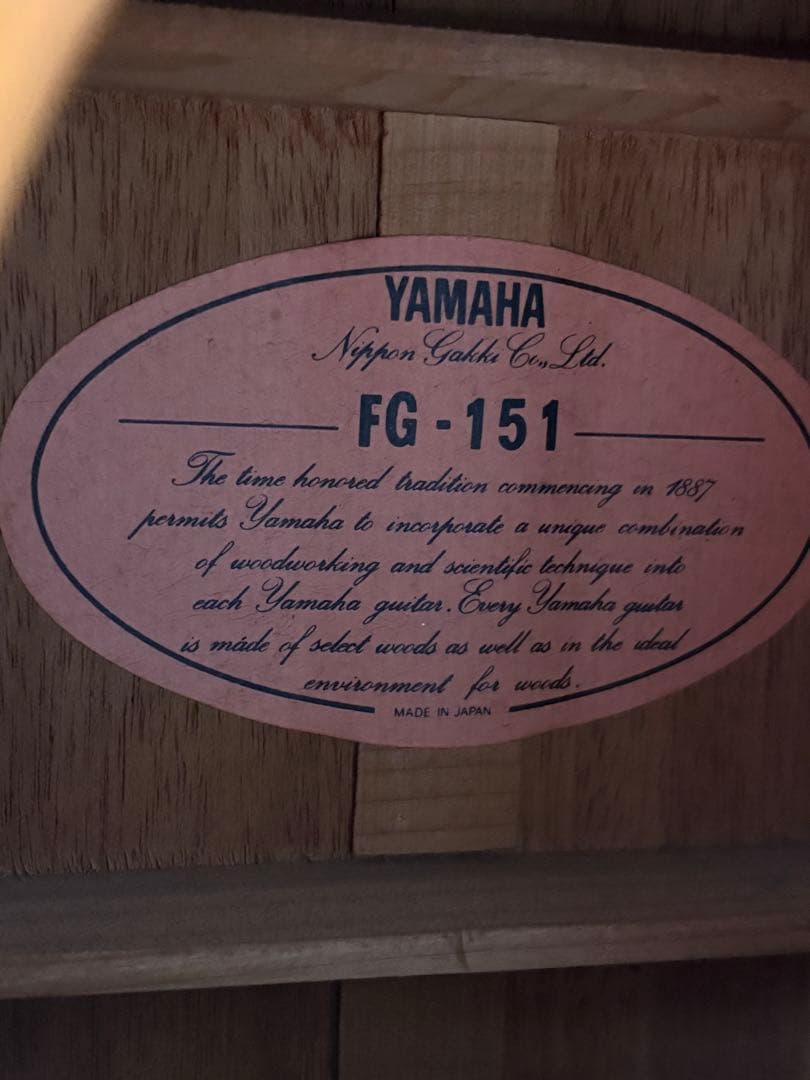 YAMAHA
Nippon Gakki Co., Ltd.
FG-151
The time honored tradition commencing in 1887
permits Yamaha to incorporate a unique combination
of woodworking and scientific technique into
each Yamaha guitar. Every Yamaha guitar
is made of select woods as well as in the ideal
environment for woods.
MADE IN JAPAN